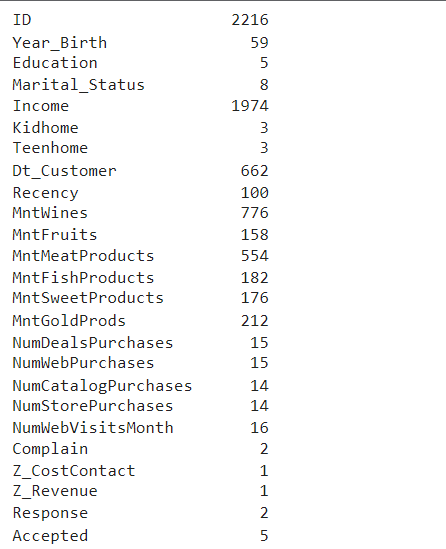 ID 2216
Year_Birth 59
Education 5
Marital_Status 8
Income 1974
Kidhome 3
Teenhome 3
Dt_Customer 662
Recency 100
MntWines 776
MntFruits 158
MntMeatProducts 554
MntFishProducts 182
MntSweetProducts 176
MntGoldProds 212
NumDealsPurchases 15
NumWebPurchases 15
NumCatalogPurchases 14
NumStorePurchases 14
NumWebVisitsMonth 16
Complain 2
Z_CostContact 1
Z_Revenue 1
Response 2
Accepted 5